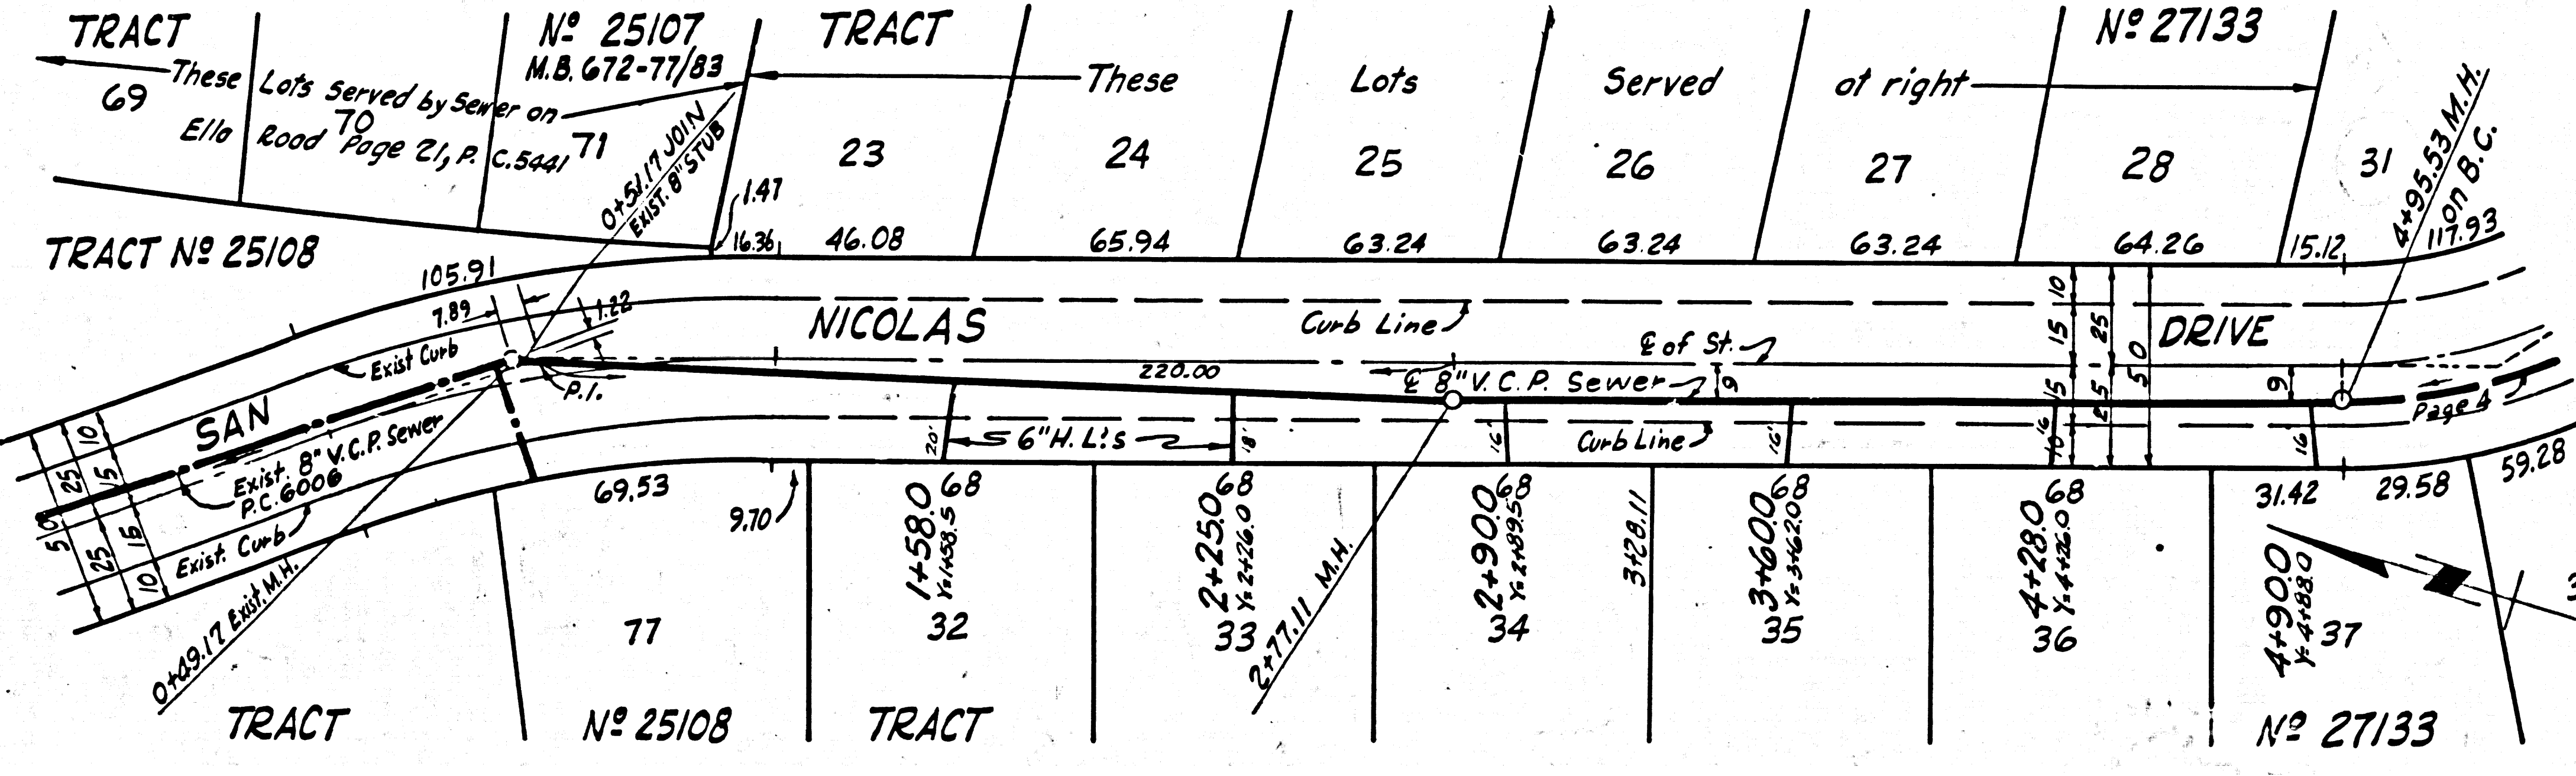 TRACT
Nº 25107
M.B. 672-77/83
TRACT
Nº 27133
These Lots Served by Sewer on
Ella Road Page 21, P.C. 5441
These Lots Served at right
69
70
71
23
24
25
26
27
28
31
0+51.17 JOIN
EXIST. 8" STUB
4+95.53 M.H.
on B.C.
TRACT Nº 25108
1.47
16.36
46.08
65.94
63.24
63.24
63.24
64.26
15.12
117.93
105.91
7.89
1.22
NICOLAS
Curb Line
₵ of St.
DRIVE
10
15
25
50
15
25
10
Exist Curb
P.I.
220.00
₵ 8" V.C.P. Sewer
9
9
Page 4
SAN
Exist. 8" V.C.P. Sewer
P.C. 6006
Exist. Curb
10
15
25
50
15
25
10
20'
5 6" H.L.'s
18'
16'
Curb Line
16'
16'
16'
69.53
9.70
68
68
68
68
68
31.42
29.58
59.28
1+58.0
Y=1+58.5
2+25.0
Y=2+26.0
2+90.0
Y=2+89.5
3+28.11
3+60.0
Y=3+62.0
4+28.0
Y=4+26.0
4+90.0
Y=4+88.0
0+49.17 Exist. M.H.
2+77.11 M.H.
77
32
33
34
35
36
37
3
TRACT
Nº 25108
TRACT
Nº 27133